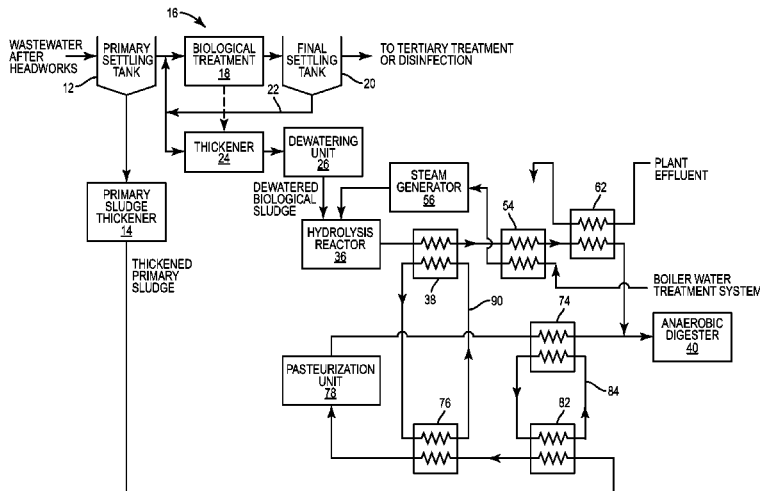 16
WASTEWATER
AFTER
HEADWORKS
12
PRIMARY
SETTLING
TANK
BIOLOGICAL
TREATMENT
18
FINAL
SETTLING
TANK
20
TO TERTIARY TREATMENT
OR DISINFECTION
22
THICKENER
24
DEWATERING
UNIT
26
DEWATERED
BIOLOGICAL
SLUDGE
PRIMARY
SLUDGE
THICKENER
14
THICKENED
PRIMARY
SLUDGE
STEAM
GENERATOR
56
HYDROLYSIS
REACTOR
36
38
54
62
PLANT
EFFLUENT
BOILER WATER
TREATMENT SYSTEM
90
74
ANAEROBIC
DIGESTER
40
PASTEURIZATION
UNIT
78
76
82
84